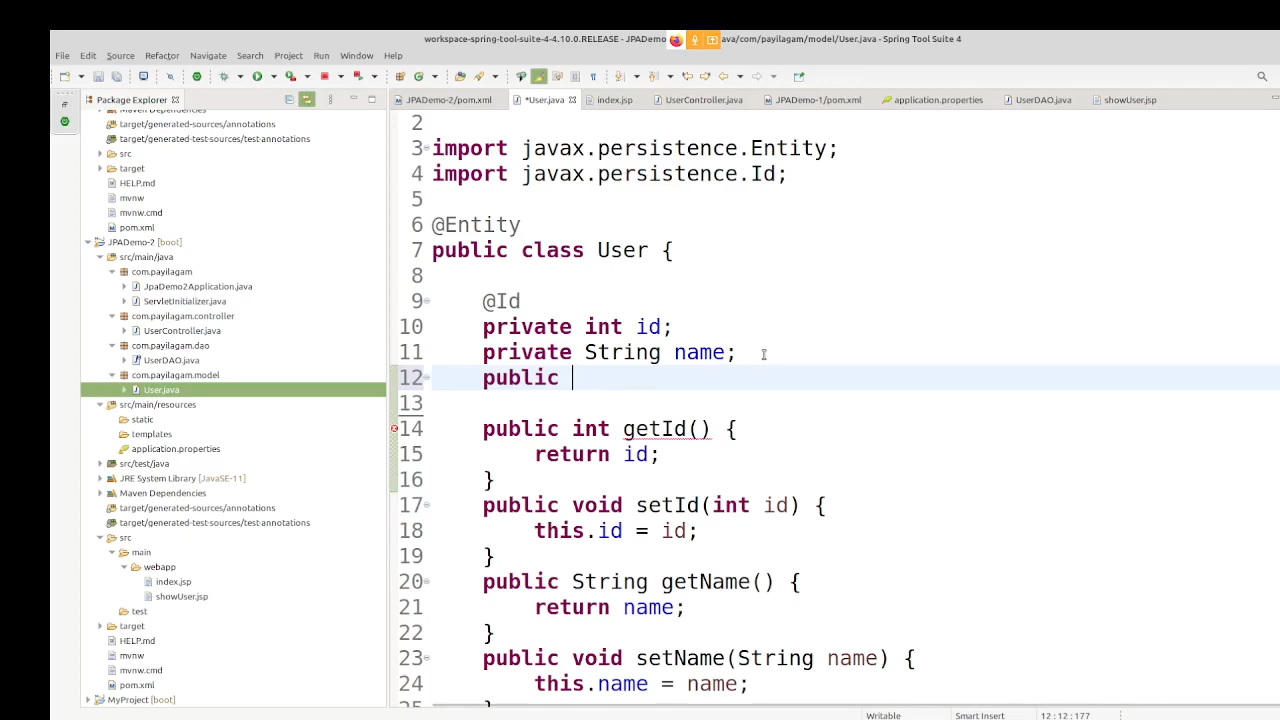 workspace-spring-tool-suite-4-4.10.0.RELEASE - JPADemo ava/com/payilagam/model/User.java - Spring Tool Suite 4
File Edit Source Refactor Navigate Search Project Run Window Help
Package Explorer
JPADemo-2/pom.xml *User.java index.jsp UserController.java JPADemo-1/pom.xml application.properties UserDAO.java showUser.jsp
target/generated-sources/annotations
target/generated-test-sources/test-annotations
src
target
HELP.md
mvnw
mvnw.cmd
pom.xml
JPADemo-2 [boot]
src/main/java
com.payilagam
JpaDemo2Application.java
ServletInitializer.java
com.payilagam.controller
UserController.java
com.payilagam.dao
UserDAO.java
com.payilagam.model
User.java
src/main/resources
static
templates
application.properties
src/test/java
JRE System Library [JavaSE-11]
Maven Dependencies
target/generated-sources/annotations
target/generated-test-sources/test-annotations
src
main
webapp
index.jsp
showUser.jsp
test
target
HELP.md
mvnw
mvnw.cmd
pom.xml
MyProject [boot]
2
3 import javax.persistence.Entity;
4 import javax.persistence.Id;
5
6 @Entity
7 public class User {
8
9 @Id
10 private int id;
11 private String name;
12 public
13
14 public int getId() {
15 return id;
16 }
17 public void setId(int id) {
18 this.id = id;
19 }
20 public String getName() {
21 return name;
22 }
23 public void setName(String name) {
24 this.name = name;
25 }
Writable Smart Insert 12 : 12 : 177